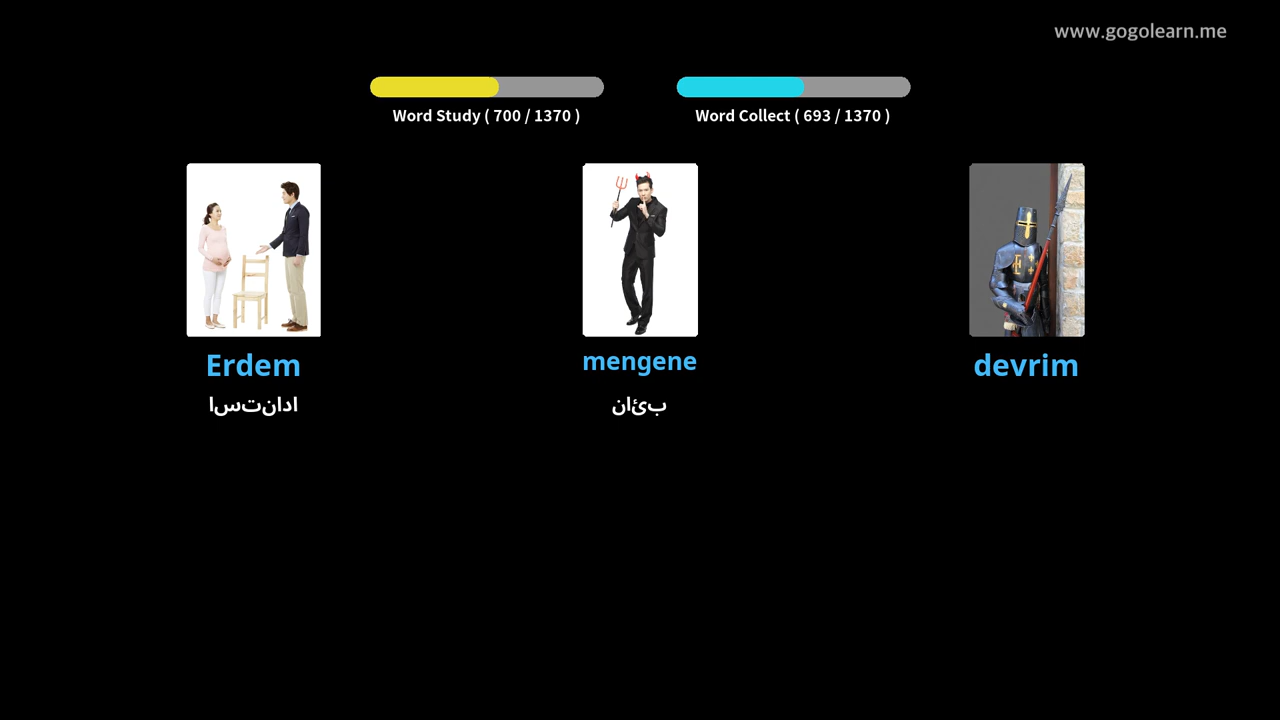 www.gogolearn.me
Word Study ( 700 / 1370 )
Word Collect ( 693 / 1370 )
Erdem
mengene
devrim
ادانتسا
بئان